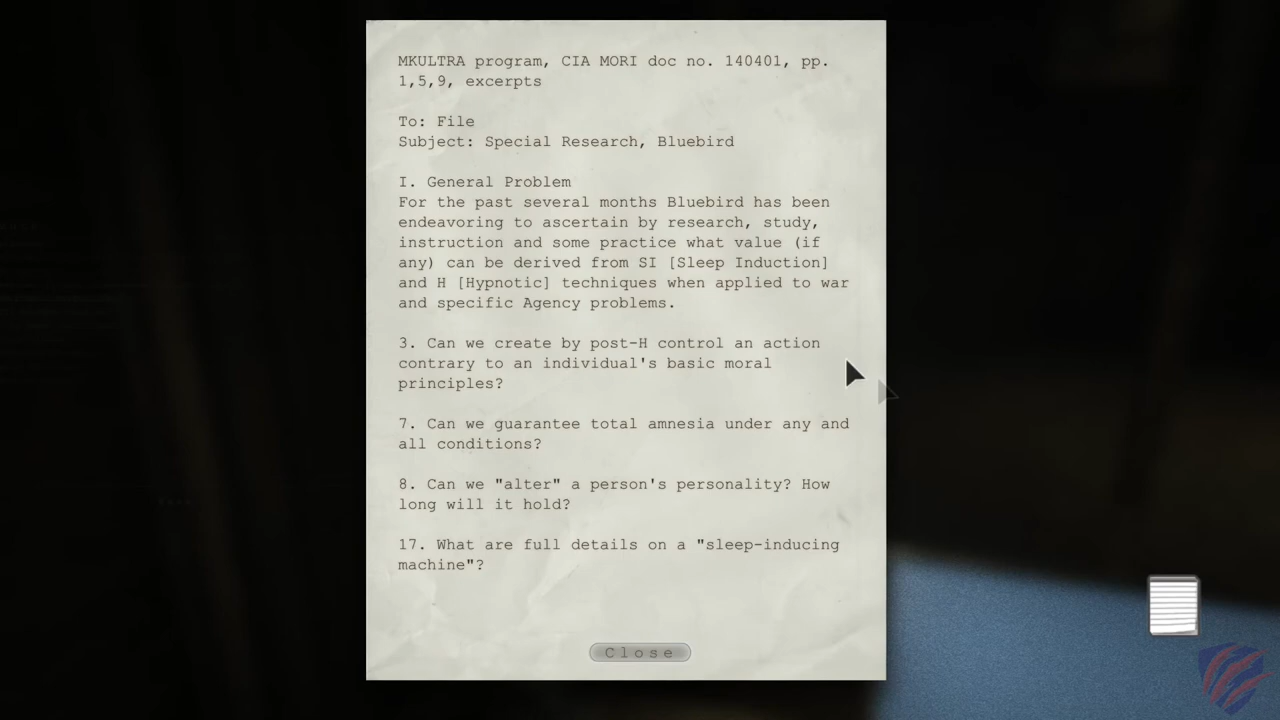 MKULTRA program, CIA MORI doc no. 140401, pp.
1,5,9, excerpts
To: File
Subject: Special Research, Bluebird
I. General Problem
For the past several months Bluebird has been
endeavoring to ascertain by research, study,
instruction and some practice what value (if
any) can be derived from SI [Sleep Induction]
and H [Hypnotic] techniques when applied to war
and specific Agency problems.
3. Can we create by post-H control an action
contrary to an individual's basic moral
principles?
7. Can we guarantee total amnesia under any and
all conditions?
8. Can we "alter" a person's personality? How
long will it hold?
17. What are full details on a "sleep-inducing
machine"?
Close